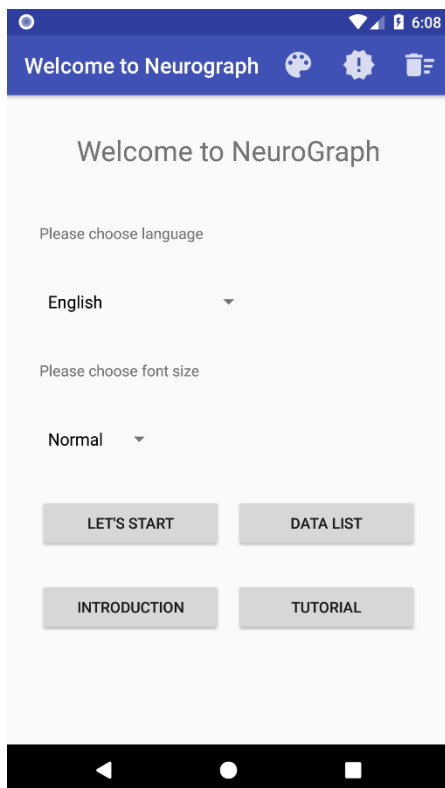 6:08
Welcome to Neurograph
Welcome to NeuroGraph
Please choose language
English
Please choose font size
Normal
LET'S START DATA LIST
INTRODUCTION TUTORIAL